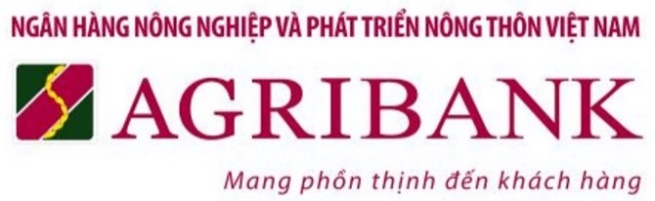 NGÂN HÀNG NÔNG NGHIỆP VÀ PHÁT TRIỂN NÔNG THÔN VIỆT NAM
AGRIBANK
Mang phồn thịnh đến khách hàng